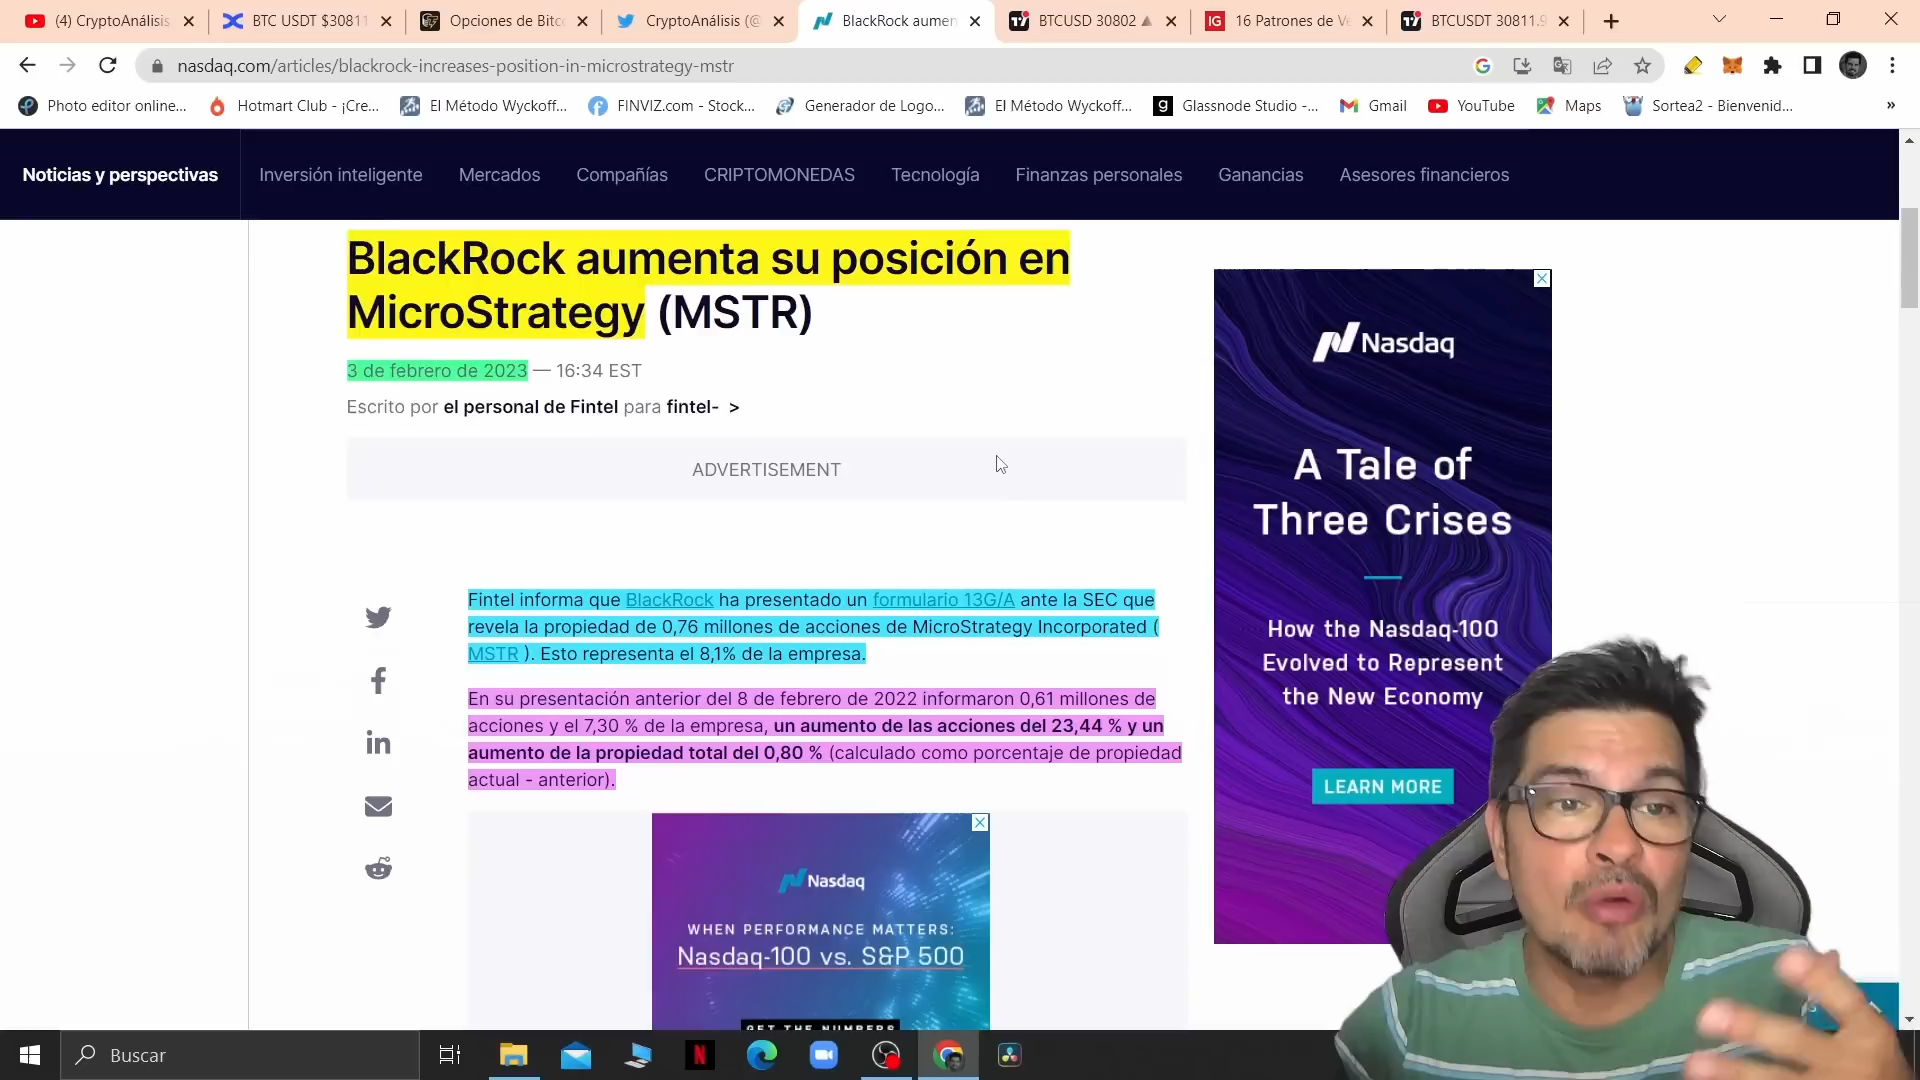 (4) CryptoAnálisis
BTC USDT $30811
Opciones de Bitc
CryptoAnálisis (@
BlackRock aumen
BTCUSD 30802
16 Patrones de Ve
BTCUSDT 30811.9
nasdaq.com/articles/blackrock-increases-position-in-microstrategy-mstr
Photo editor online...
Hotmart Club - ¡Cre...
El Método Wyckoff...
FINVIZ.com - Stock...
Generador de Logo...
El Método Wyckoff...
Glassnode Studio -...
Gmail
YouTube
Maps
Sortea2 - Bienvenid...
»
Noticias y perspectivas
Inversión inteligente
Mercados
Compañías
CRIPTOMONEDAS
Tecnología
Finanzas personales
Ganancias
Asesores financieros
BlackRock aumenta su posición en
MicroStrategy (MSTR)
3 de febrero de 2023 — 16:34 EST
Escrito por el personal de Fintel para fintel- >
ADVERTISEMENT
Fintel informa que BlackRock ha presentado un formulario 13G/A ante la SEC que
revela la propiedad de 0,76 millones de acciones de MicroStrategy Incorporated (
MSTR ). Esto representa el 8,1% de la empresa.
En su presentación anterior del 8 de febrero de 2022 informaron 0,61 millones de
acciones y el 7,30 % de la empresa, un aumento de las acciones del 23,44 % y un
aumento de la propiedad total del 0,80 % (calculado como porcentaje de propiedad
actual - anterior).
Nasdaq
WHEN PERFORMANCE MATTERS:
Nasdaq-100 vs. S&P 500
GET THE NUMBERS
Nasdaq
A Tale of
Three Crises
How the Nasdaq-100
Evolved to Represent
the New Economy
LEARN MORE
Buscar